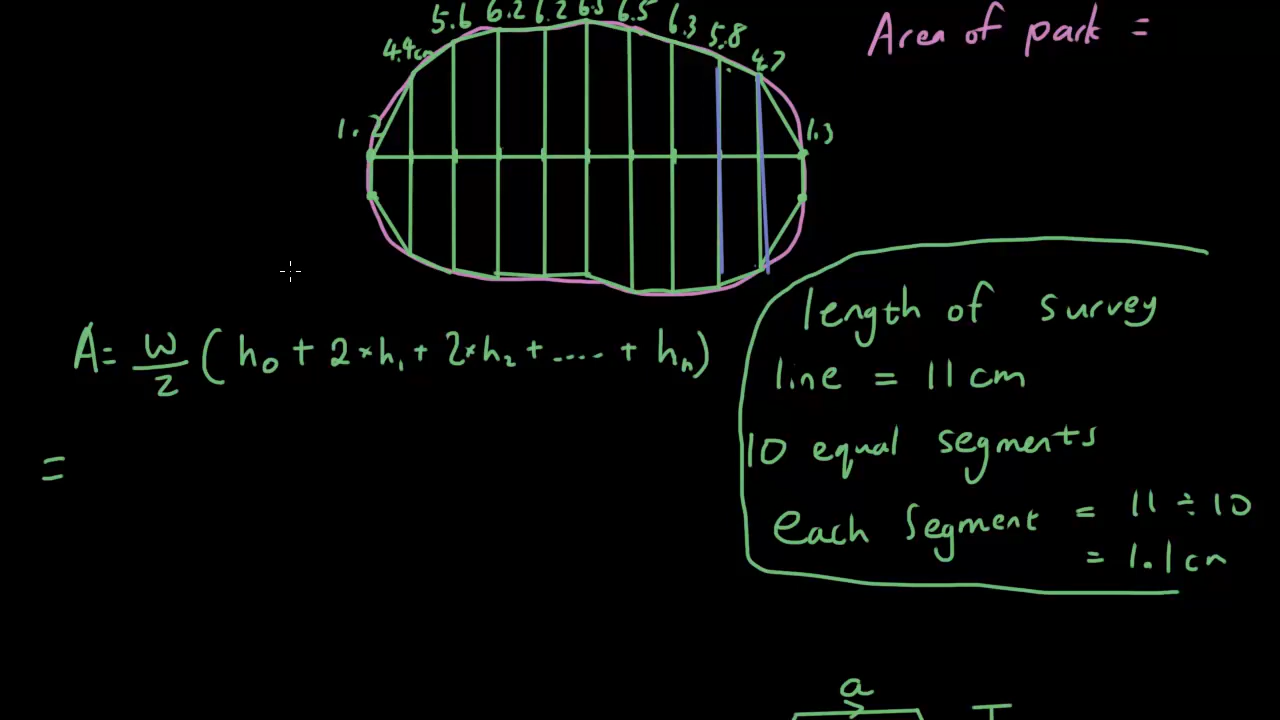 5.6 6.2 6.2 6.5 6.3 5.8
4.4cm 4.7
1.2 1.3
Area of park =
A = w/2 (h₀ + 2*h₁ + 2*h₂ + ..... + hₙ)
=
length of survey
line = 11 cm
10 equal segments
each segment = 11 ÷ 10
= 1.1 cm
a